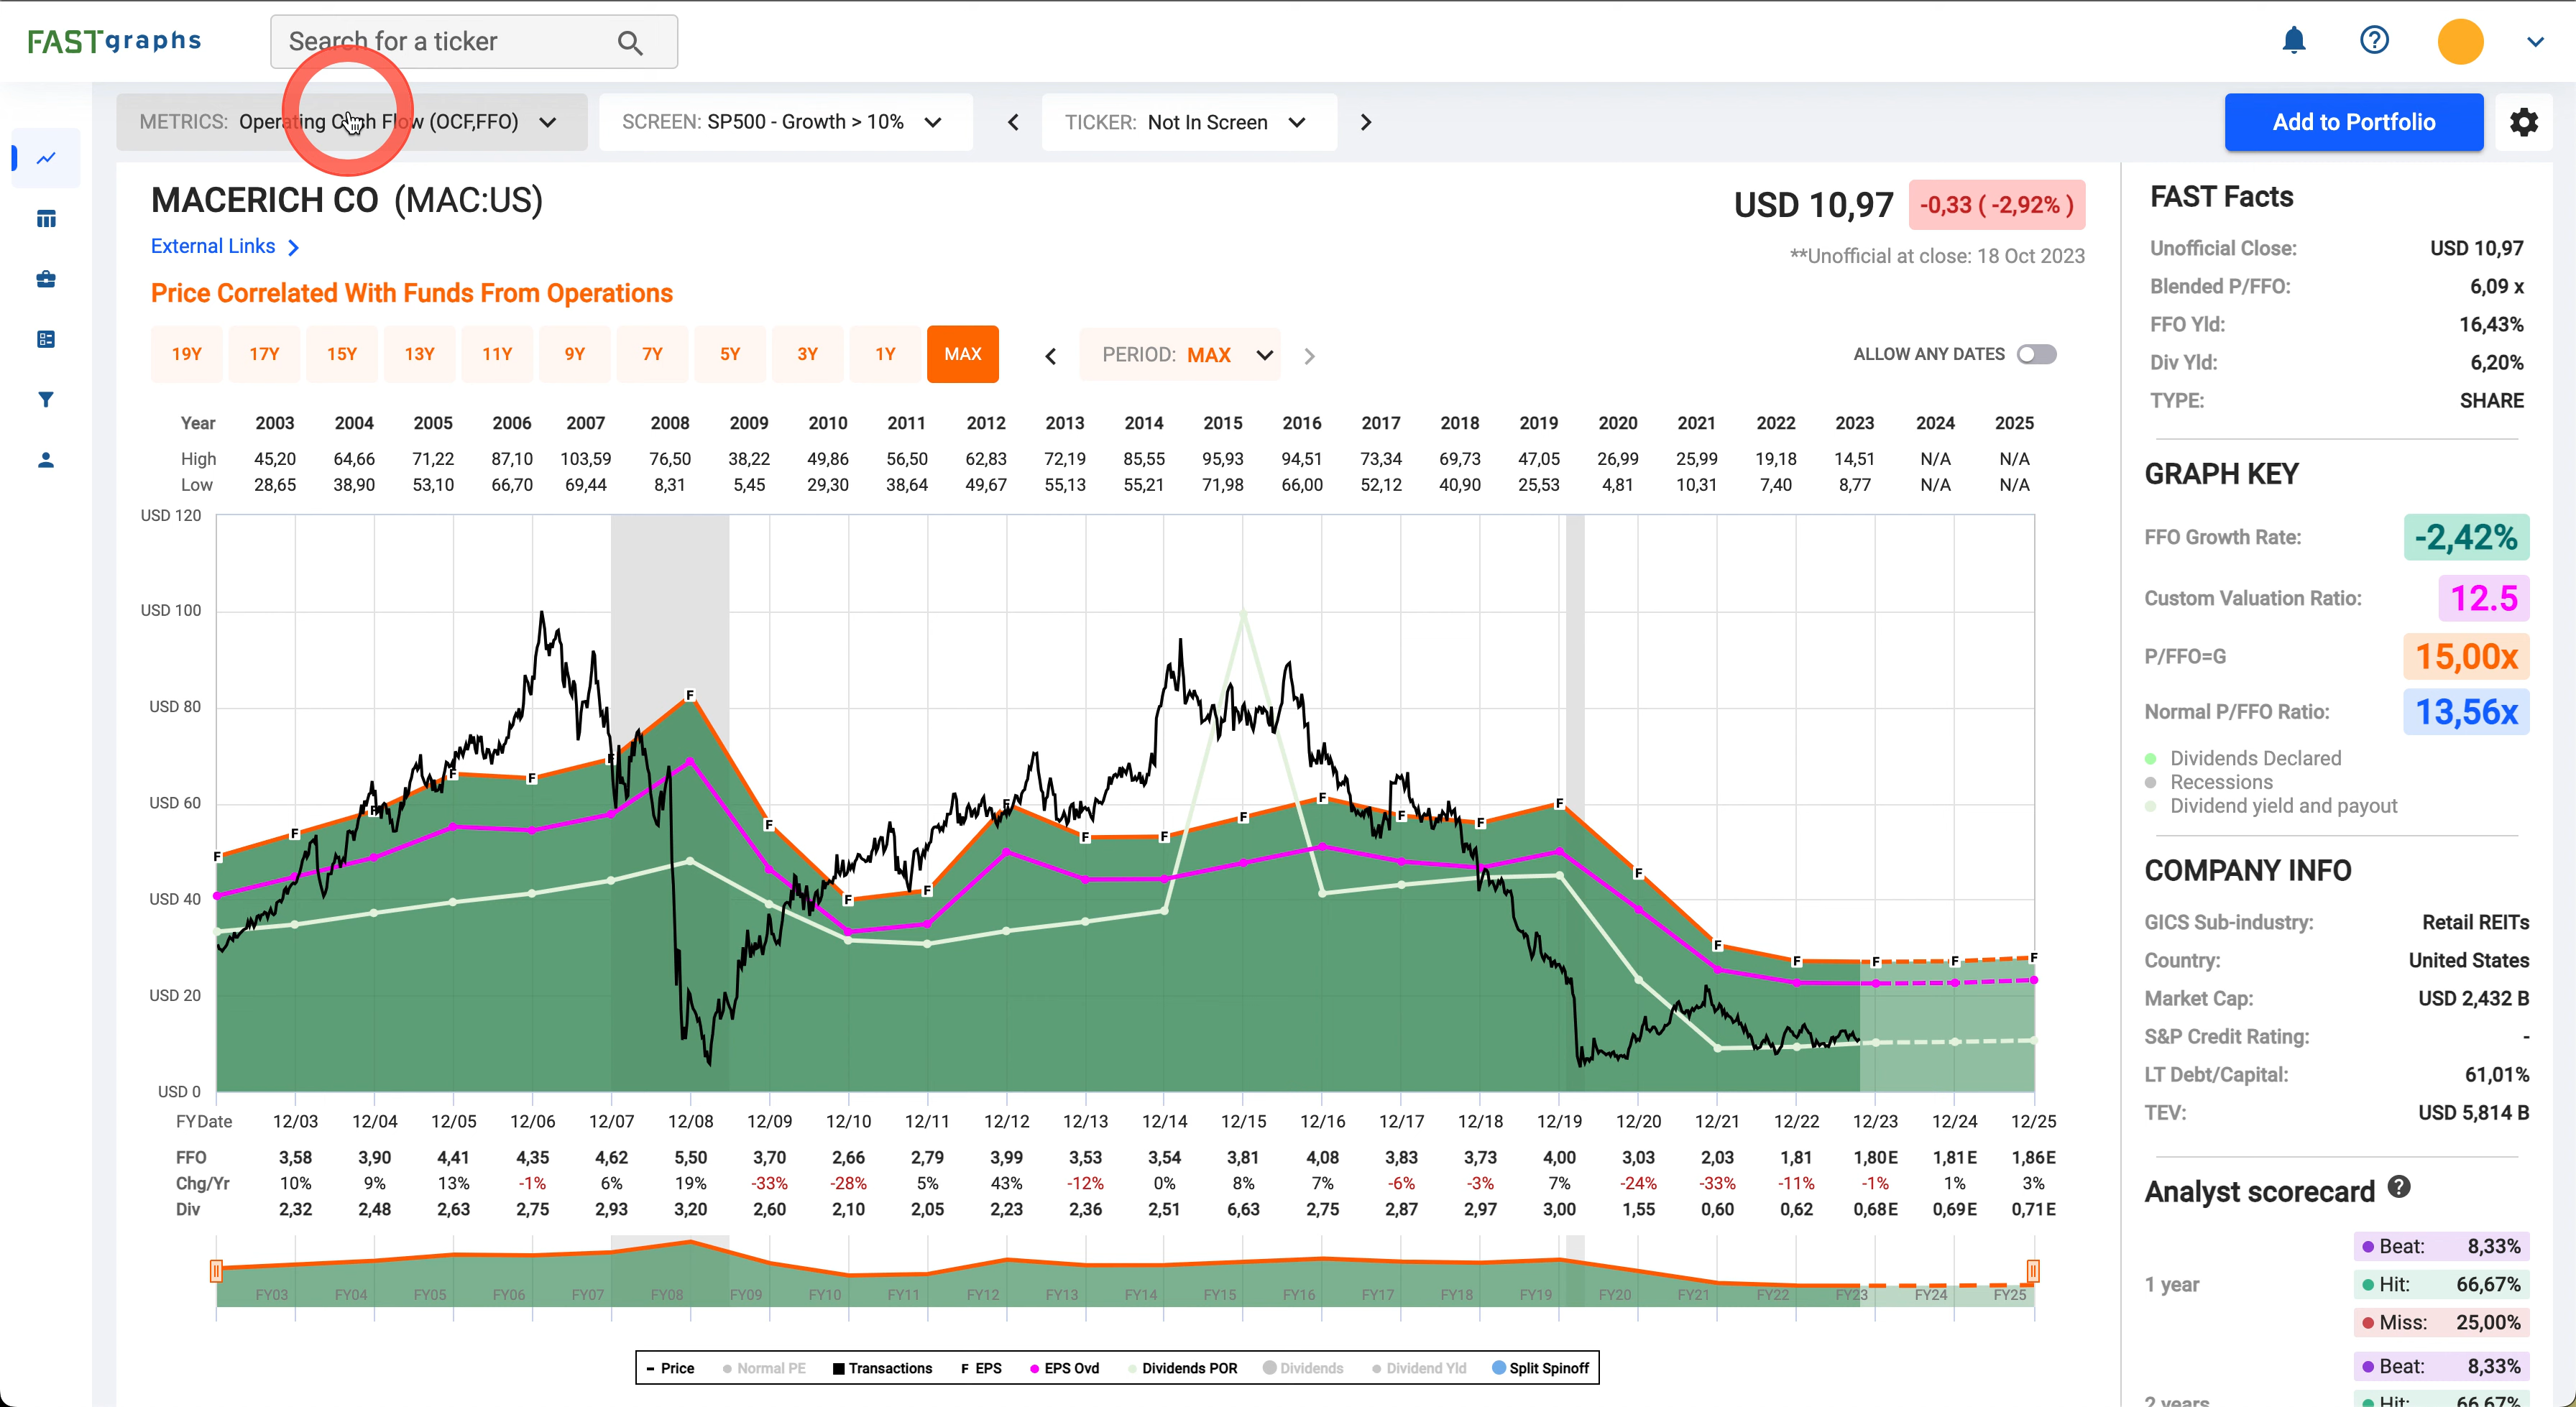 FASTgraphs
Search for a ticker
METRICS: Operating Cash Flow (OCF,FFO)
SCREEN: SP500 - Growth > 10%
TICKER: Not In Screen
Add to Portfolio
MACERICH CO (MAC:US)
USD 10,97 -0,33 ( -2,92% )
External Links
**Unofficial at close: 18 Oct 2023
Price Correlated With Funds From Operations
19Y 17Y 15Y 13Y 11Y 9Y 7Y 5Y 3Y 1Y MAX
PERIOD: MAX
ALLOW ANY DATES
Year 2003 2004 2005 2006 2007 2008 2009 2010 2011 2012 2013 2014 2015 2016 2017 2018 2019 2020 2021 2022 2023 2024 2025
High 45,20 64,66 71,22 87,10 103,59 76,50 38,22 49,86 56,50 62,83 72,19 85,55 95,93 94,51 73,34 69,73 47,05 26,99 25,99 19,18 14,51 N/A N/A
Low 28,65 38,90 53,10 66,70 69,44 8,31 5,45 29,30 38,64 49,67 55,13 55,21 71,98 66,00 52,12 40,90 25,53 4,81 10,31 7,40 8,77 N/A N/A
USD 120
USD 100
USD 80
USD 60
USD 40
USD 20
USD 0
F F F F F F F F F F F F F F F F F F F F F F F F
FYDate 12/03 12/04 12/05 12/06 12/07 12/08 12/09 12/10 12/11 12/12 12/13 12/14 12/15 12/16 12/17 12/18 12/19 12/20 12/21 12/22 12/23 12/24 12/25
FFO 3,58 3,90 4,41 4,35 4,62 5,50 3,70 2,66 2,79 3,99 3,53 3,54 3,81 4,08 3,83 3,73 4,00 3,03 2,03 1,81 1,80E 1,81E 1,86E
Chg/Yr 10% 9% 13% -1% 6% 19% -33% -28% 5% 43% -12% 0% 8% 7% -6% -3% 7% -24% -33% -11% -1% 1% 3%
Div 2,32 2,48 2,63 2,75 2,93 3,20 2,60 2,10 2,05 2,23 2,36 2,51 6,63 2,75 2,87 2,97 3,00 1,55 0,60 0,62 0,68E 0,69E 0,71E
FY03 FY04 FY05 FY06 FY07 FY08 FY09 FY10 FY11 FY12 FY13 FY14 FY15 FY16 FY17 FY18 FY19 FY20 FY21 FY22 FY23 FY24 FY25
Price Normal PE Transactions F EPS EPS Ovd Dividends POR Dividends Dividend Yld Split Spinoff
FAST Facts
Unofficial Close: USD 10,97
Blended P/FFO: 6,09 x
FFO Yld: 16,43%
Div Yld: 6,20%
TYPE: SHARE
GRAPH KEY
FFO Growth Rate: -2,42%
Custom Valuation Ratio: 12.5
P/FFO=G 15,00x
Normal P/FFO Ratio: 13,56x
Dividends Declared
Recessions
Dividend yield and payout
COMPANY INFO
GICS Sub-industry: Retail REITs
Country: United States
Market Cap: USD 2,432 B
S&P Credit Rating: -
LT Debt/Capital: 61,01%
TEV: USD 5,814 B
Analyst scorecard
Beat: 8,33%
1 year Hit: 66,67%
Miss: 25,00%
Beat: 8,33%
2 years Hit: 66,67%